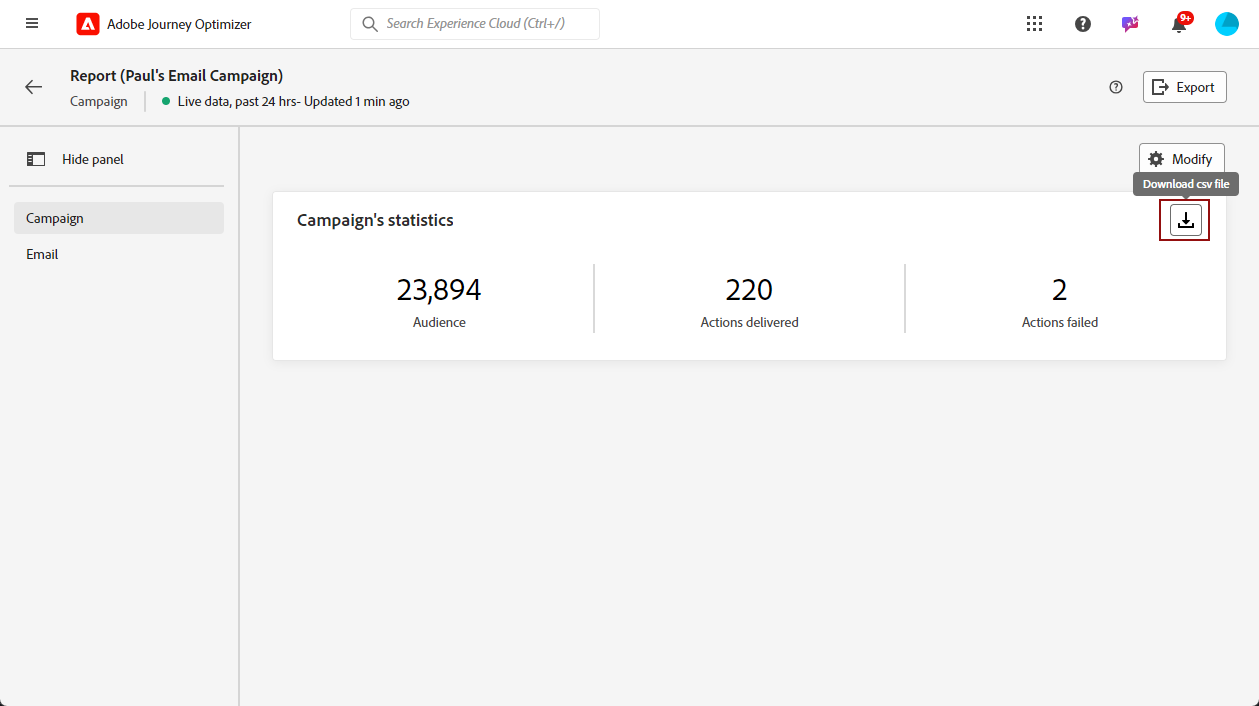 Adobe Journey Optimizer
Search Experience Cloud (Ctrl+/)
9+
Report (Paul's Email Campaign)
Campaign
Live data, past 24 hrs- Updated 1 min ago
Export
Hide panel
Modify
Download csv file
Campaign
Email
Campaign's statistics
23,894
Audience
220
Actions delivered
2
Actions failed